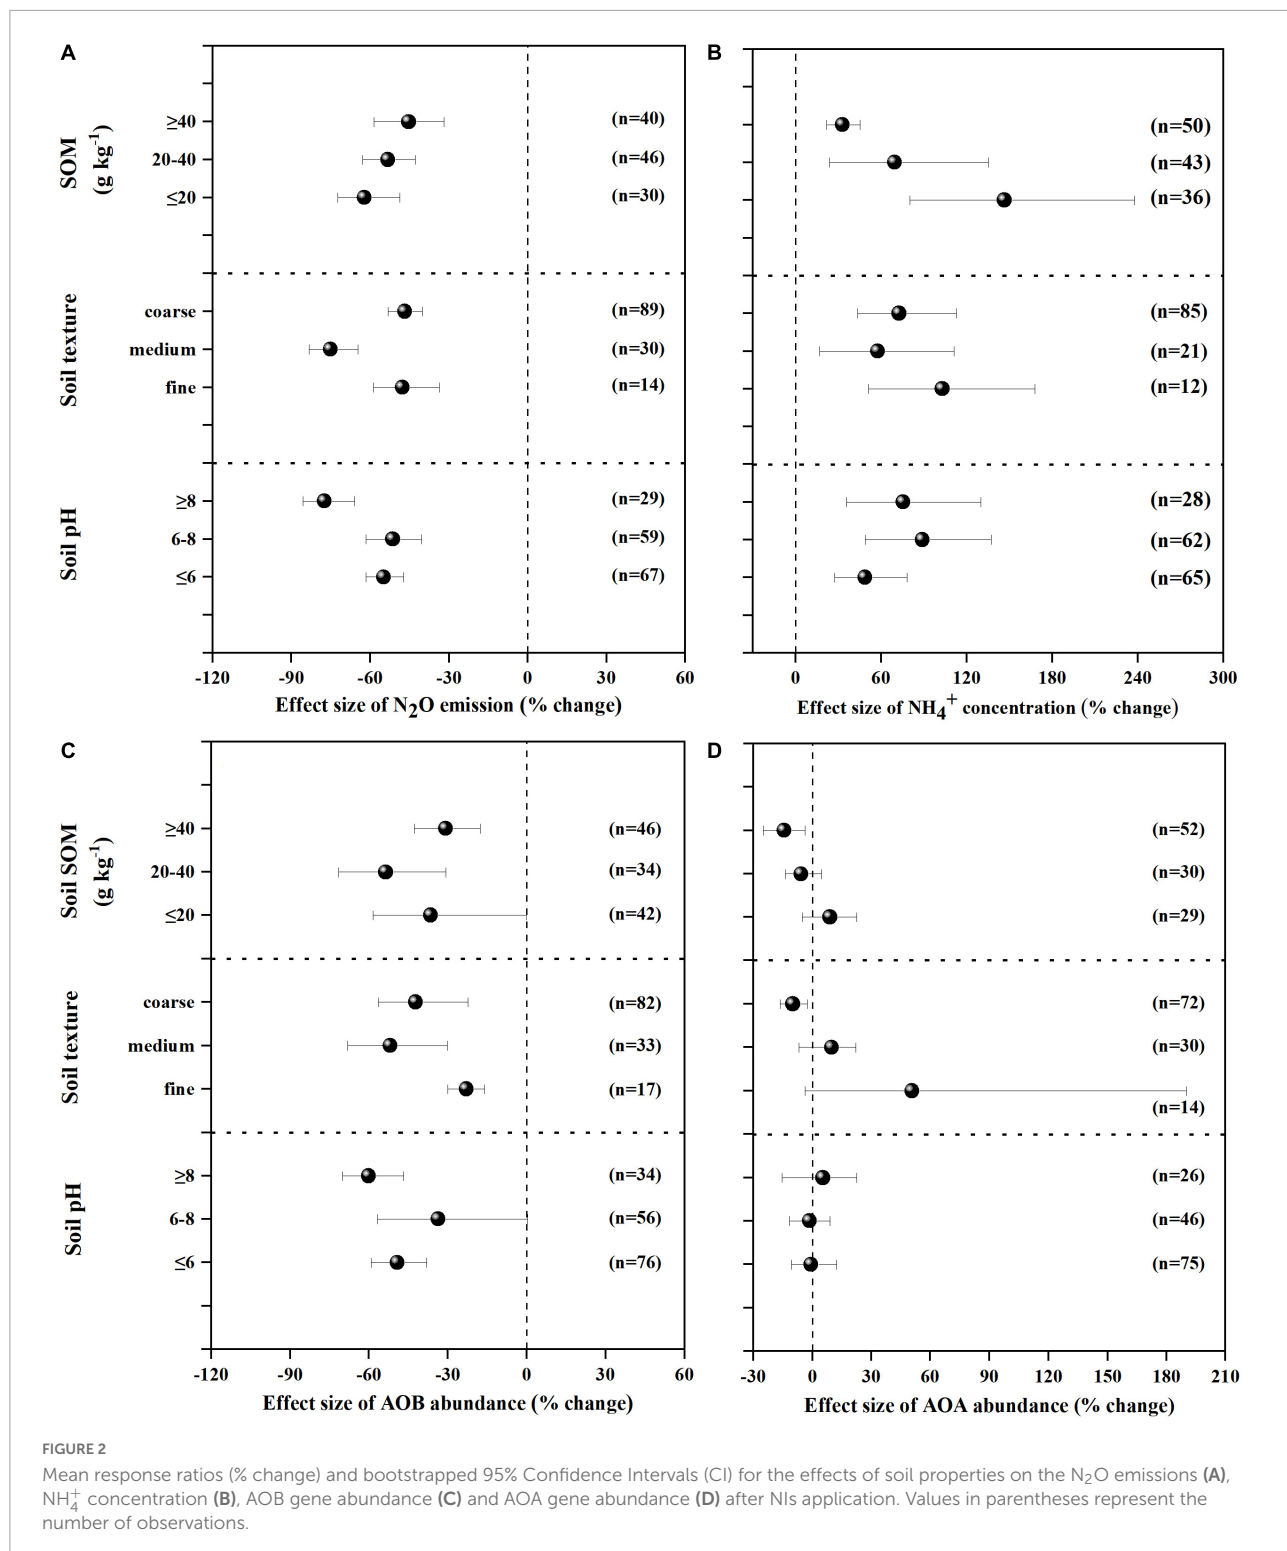 A
SOM
(g kg⁻¹)
≥40
(n=40)
20-40
(n=46)
≤20
(n=30)
Soil texture
coarse
(n=89)
medium
(n=30)
fine
(n=14)
Soil pH
≥8
(n=29)
6-8
(n=59)
≤6
(n=67)
-120 -90 -60 -30 0 30 60
Effect size of N₂O emission (% change)
B
(n=50)
(n=43)
(n=36)
(n=85)
(n=21)
(n=12)
(n=28)
(n=62)
(n=65)
0 60 120 180 240 300
Effect size of NH₄⁺ concentration (% change)
C
Soil SOM
(g kg⁻¹)
≥40
(n=46)
20-40
(n=34)
≤20
(n=42)
Soil texture
coarse
(n=82)
medium
(n=33)
fine
(n=17)
Soil pH
≥8
(n=34)
6-8
(n=56)
≤6
(n=76)
-120 -90 -60 -30 0 30 60
Effect size of AOB abundance (% change)
D
(n=52)
(n=30)
(n=29)
(n=72)
(n=30)
(n=14)
(n=26)
(n=46)
(n=75)
-30 0 30 60 90 120 150 180 210
Effect size of AOA abundance (% change)
FIGURE 2
Mean response ratios (% change) and bootstrapped 95% Confidence Intervals (CI) for the effects of soil properties on the N₂O emissions (A),
NH₄⁺ concentration (B), AOB gene abundance (C) and AOA gene abundance (D) after NIs application. Values in parentheses represent the
number of observations.